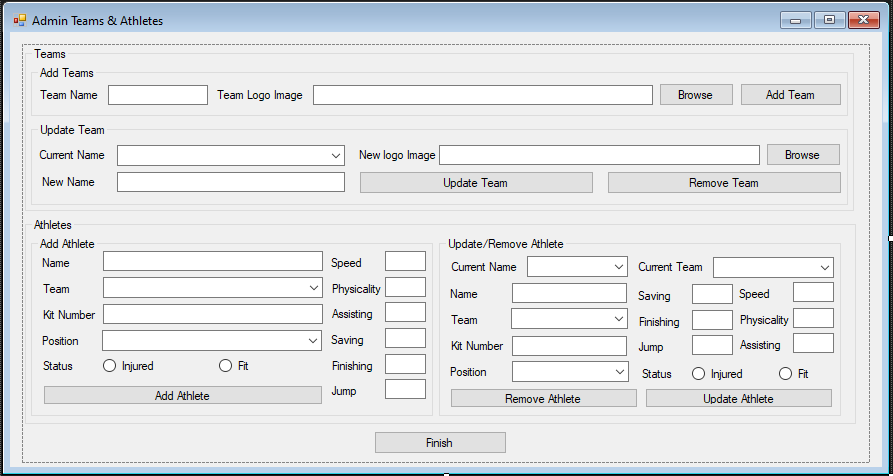 Admin Teams & Athletes
Teams
Add Teams
Team Name Team Logo Image Browse Add Team
Update Team
Current Name New logo Image Browse
New Name Update Team Remove Team
Athletes
Add Athlete
Name Speed
Team Physicality
Kit Number Assisting
Position Saving
Status Injured Fit Finishing
Add Athlete Jump
Update/Remove Athlete
Current Name Current Team
Name Saving Speed
Team Finishing Physicality
Kit Number Jump Assisting
Position Status Injured Fit
Remove Athlete Update Athlete
Finish